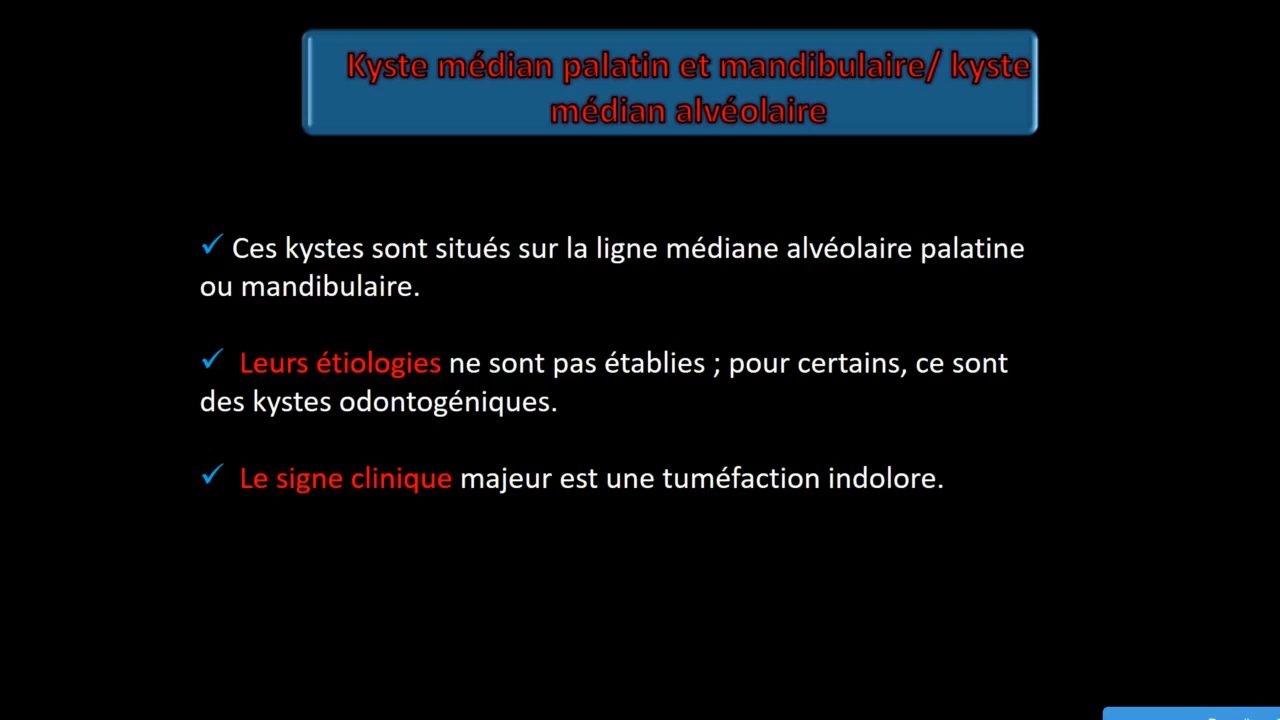 Kyste médian palatin et mandibulaire/ kyste
médian alvéolaire
✓ Ces kystes sont situés sur la ligne médiane alvéolaire palatine
ou mandibulaire.
✓ Leurs étiologies ne sont pas établies ; pour certains, ce sont
des kystes odontogéniques.
✓ Le signe clinique majeur est une tuméfaction indolore.